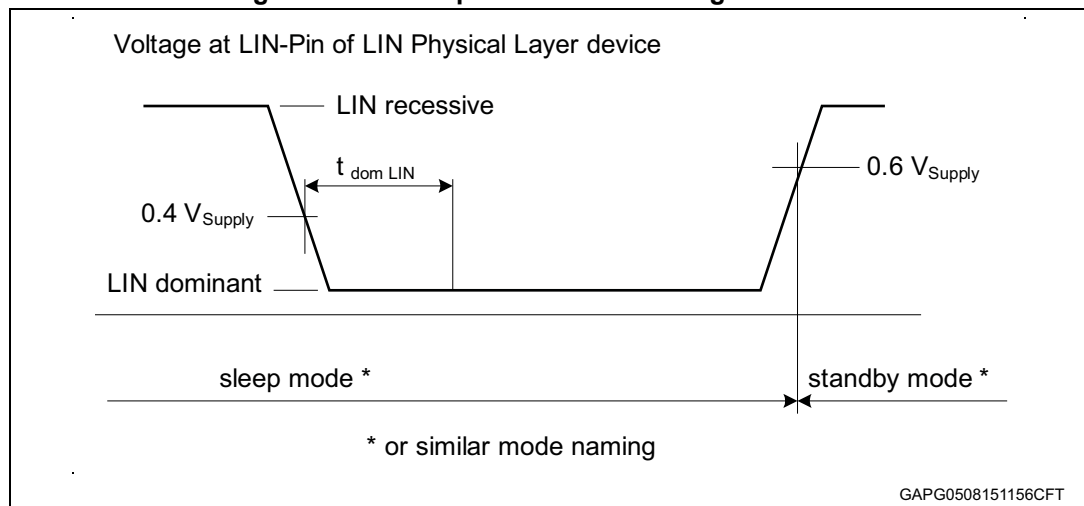 Voltage at LIN-Pin of LIN Physical Layer device
LIN recessive
t dom LIN
0.6 VSupply
0.4 VSupply
LIN dominant
sleep mode *
standby mode *
* or similar mode naming
GAPG0508151156CFT